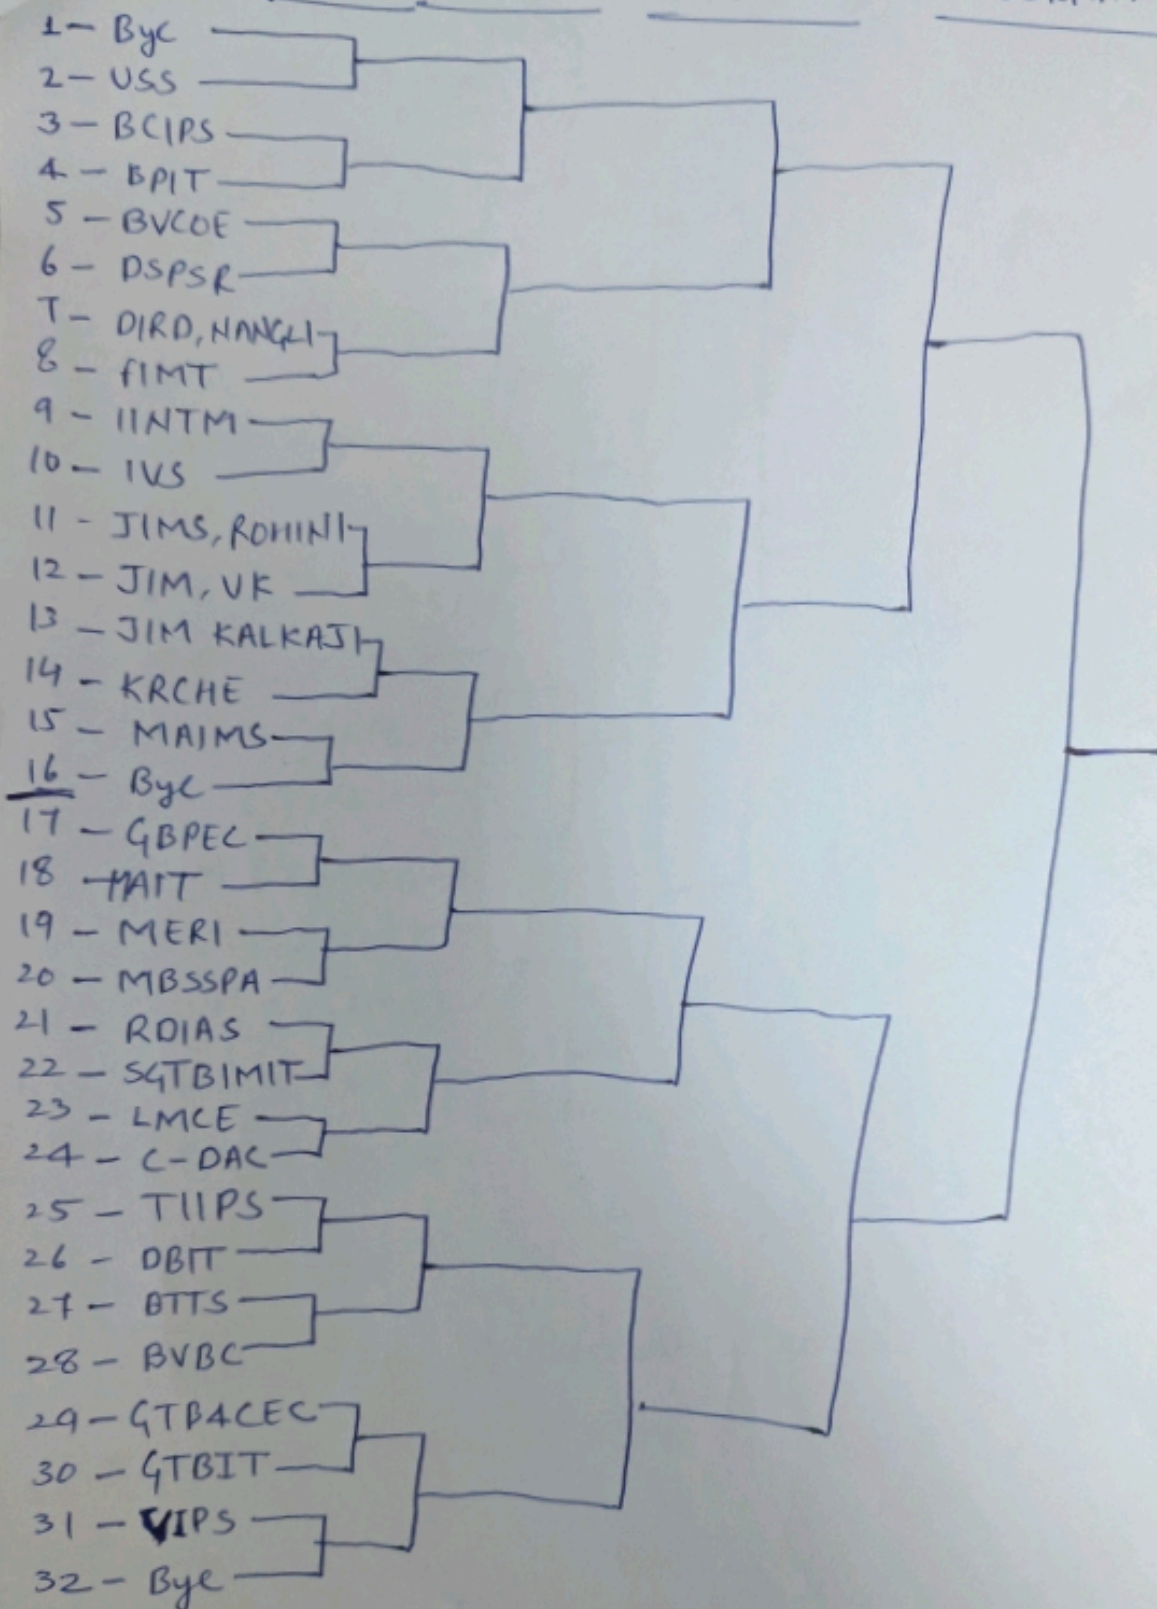 1- Bye
2- USS
3- BCIPS
4- BPIT
5- BVCOE
6- DSPSR
7- DIRD, NANGLI
8- fIMT
9- IINTM
10- IVS
11- JIMS, ROHINI
12- JIM, VK
13- JIM KALKAJI
14- KRCHE
15- MAIMS
16- Bye
17- GBPEC
18- HAIT
19- MERI
20- MBSSPA
21- RDIAS
22- SGTBIMIT
23- LMCE
24- C-DAC
25- TIIPS
26- DBIT
27- BTTS
28- BVBC
29- GTB4CEC
30- GTBIT
31- VIPS
32- Bye